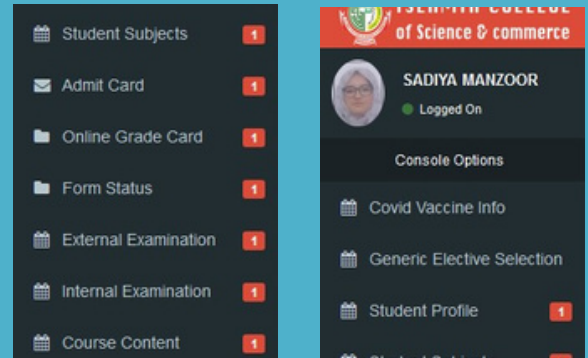 Student Subjects 1
Admit Card 1
Online Grade Card 1
Form Status 1
External Examination 1
Internal Examination 1
Course Content 1
of Science & commerce
SADIYA MANZOOR
Logged On
Console Options
Covid Vaccine Info
Generic Elective Selection
Student Profile 1